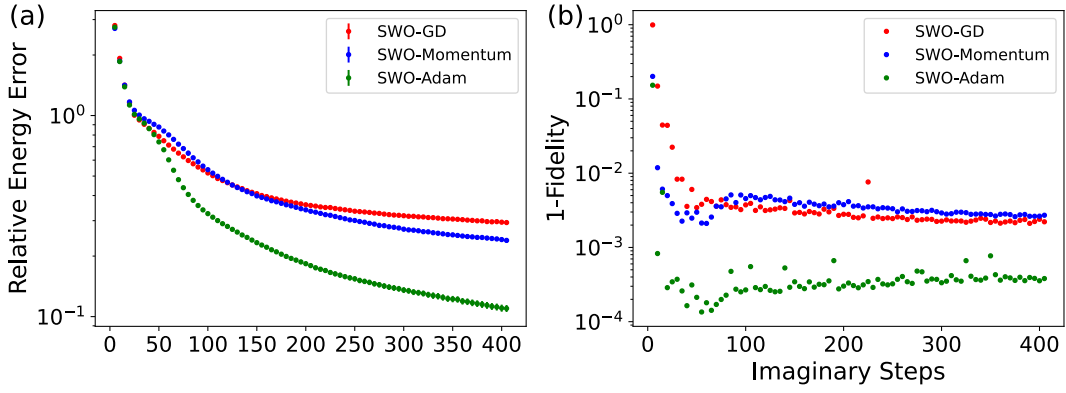 (a)
Relative Energy Error
10⁰
10⁻¹
SWO-GD
SWO-Momentum
SWO-Adam
0 50 100 150 200 250 300 350 400
(b)
1-Fidelity
10⁰
10⁻¹
10⁻²
10⁻³
10⁻⁴
SWO-GD
SWO-Momentum
SWO-Adam
0 100 200 300 400
Imaginary Steps